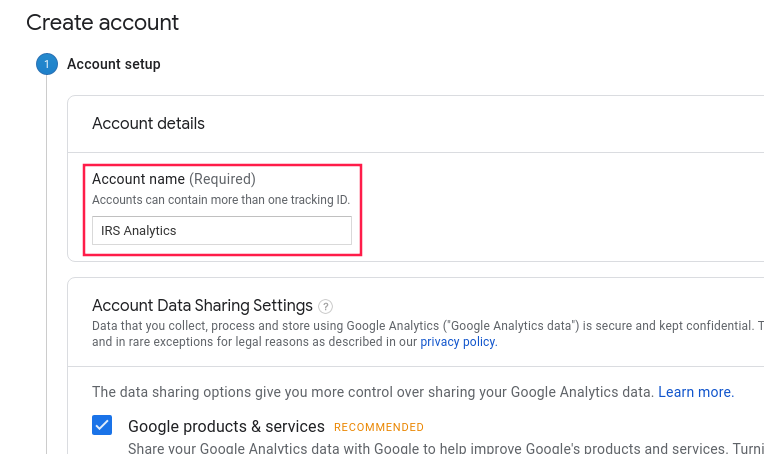 Create account
1 Account setup
Account details
Account name (Required)
Accounts can contain more than one tracking ID.
IRS Analytics
Account Data Sharing Settings ?
Data that you collect, process and store using Google Analytics ("Google Analytics data") is secure and kept confidential. T
and in rare exceptions for legal reasons as described in our privacy policy.
The data sharing options give you more control over sharing your Google Analytics data. Learn more.
Google products & services RECOMMENDED
Share your Google Analytics data with Google to help improve Google's products and services. Turni